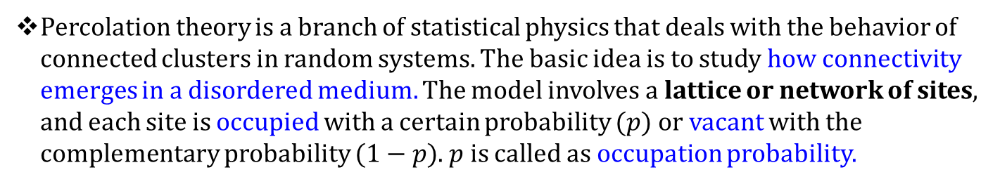 ❖Percolation theory is a branch of statistical physics that deals with the behavior of
connected clusters in random systems. The basic idea is to study how connectivity
emerges in a disordered medium. The model involves a lattice or network of sites,
and each site is occupied with a certain probability (p) or vacant with the
complementary probability (1 − p). p is called as occupation probability.